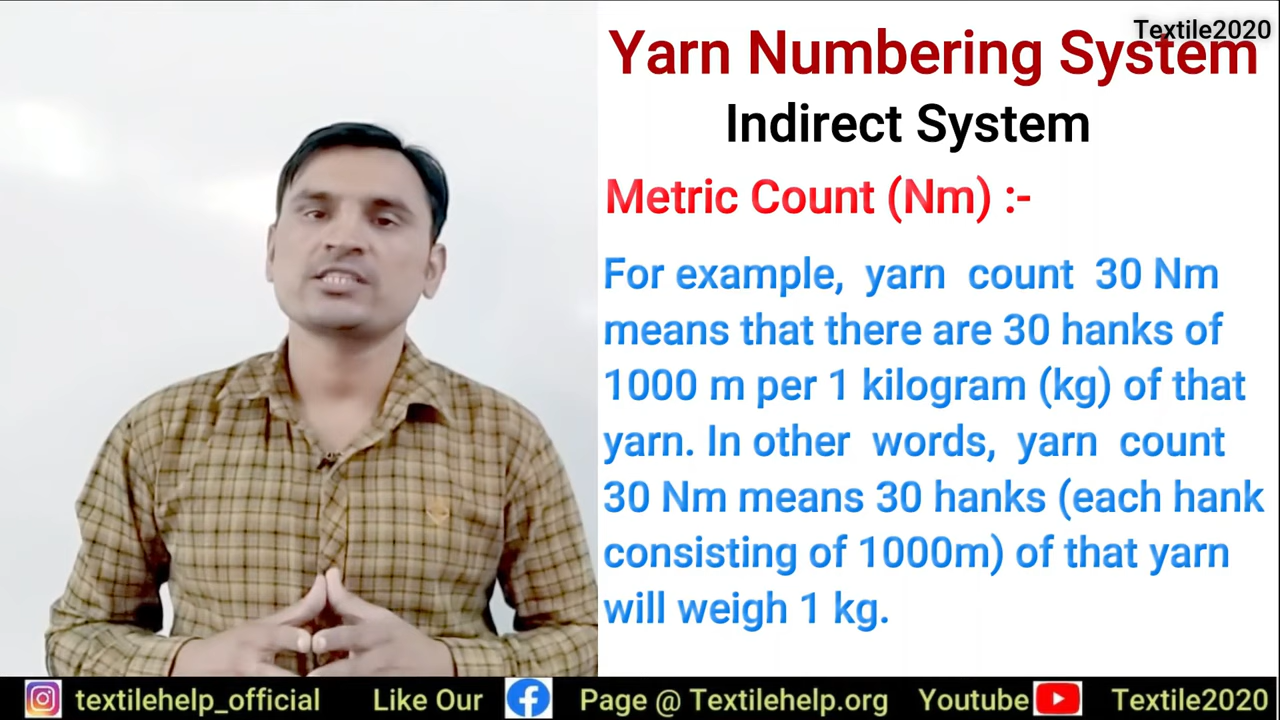 Textile2020
Yarn Numbering System
Indirect System
Metric Count (Nm) :-
For example, yarn count 30 Nm
means that there are 30 hanks of
1000 m per 1 kilogram (kg) of that
yarn. In other words, yarn count
30 Nm means 30 hanks (each hank
consisting of 1000m) of that yarn
will weigh 1 kg.
textilehelp_official Like Our Page @ Textilehelp.org Youtube Textile2020